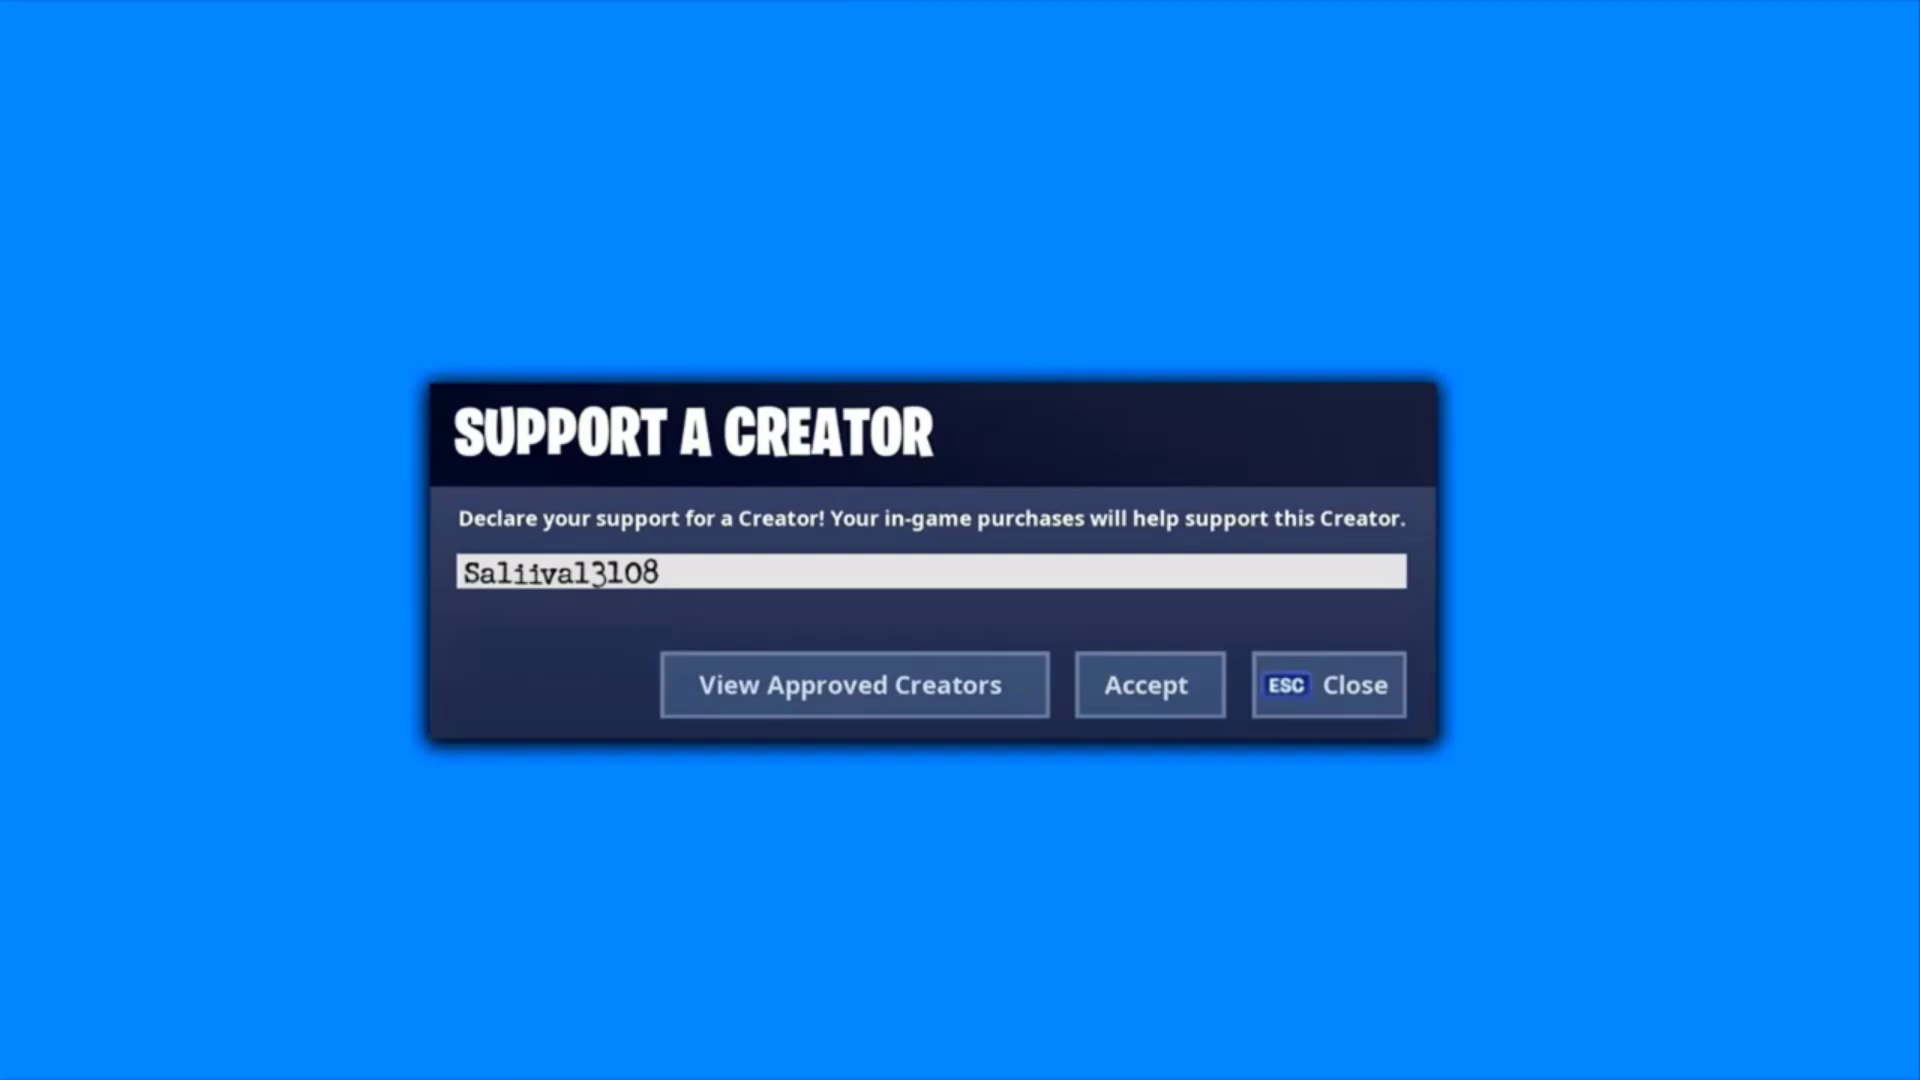 SUPPORT A CREATOR
Declare your support for a Creator! Your in-game purchases will help support this Creator.
Saliiva13108
View Approved Creators
Accept
ESC Close